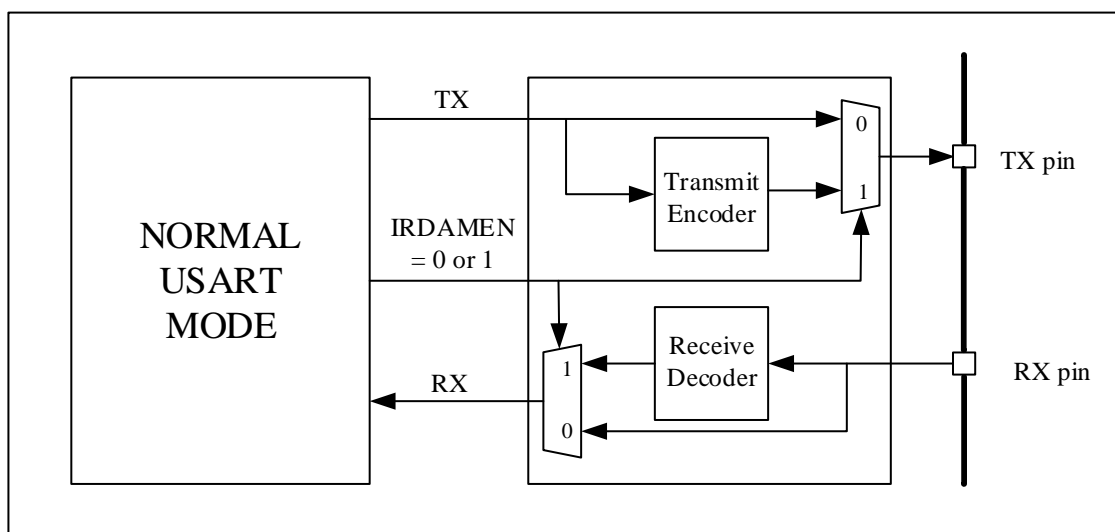 TX
0
Transmit
Encoder
1
TX pin
NORMAL
USART
MODE
IRDAMEN
= 0 or 1
RX
1
0
Receive
Decoder
RX pin